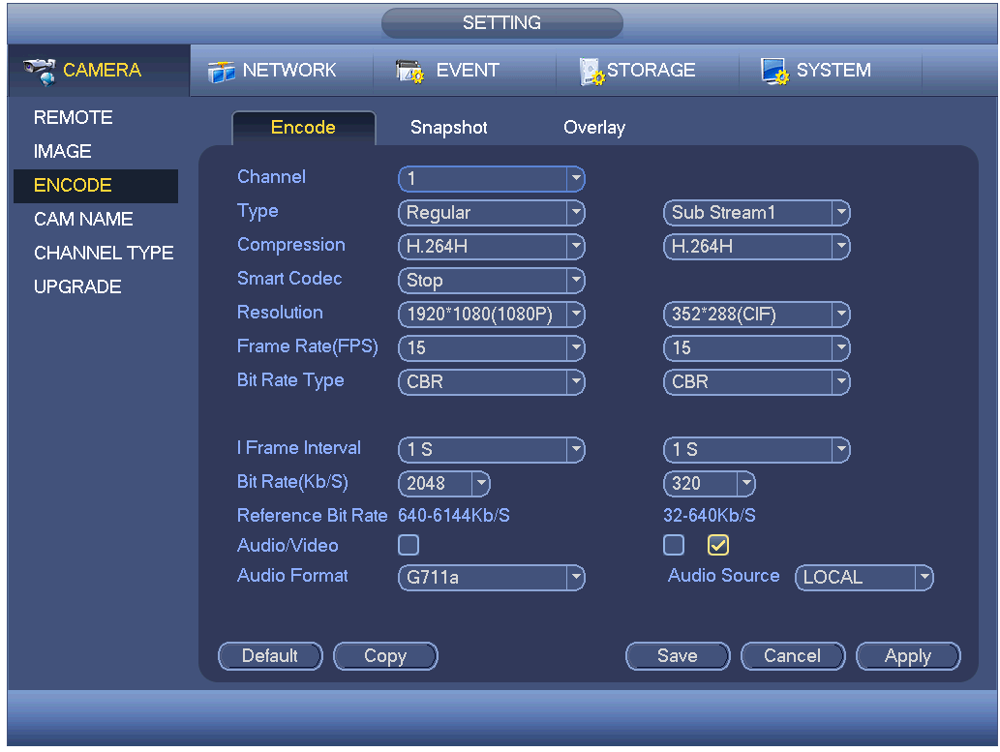 SETTING
CAMERA NETWORK EVENT STORAGE SYSTEM
REMOTE
IMAGE
ENCODE
CAM NAME
CHANNEL TYPE
UPGRADE
Encode Snapshot Overlay
Channel 1
Type Regular Sub Stream1
Compression H.264H H.264H
Smart Codec Stop
Resolution 1920*1080(1080P) 352*288(CIF)
Frame Rate(FPS) 15 15
Bit Rate Type CBR CBR
I Frame Interval 1 S 1 S
Bit Rate(Kb/S) 2048 320
Reference Bit Rate 640-6144Kb/S 32-640Kb/S
Audio/Video
Audio Format G711a Audio Source LOCAL
Default Copy Save Cancel Apply